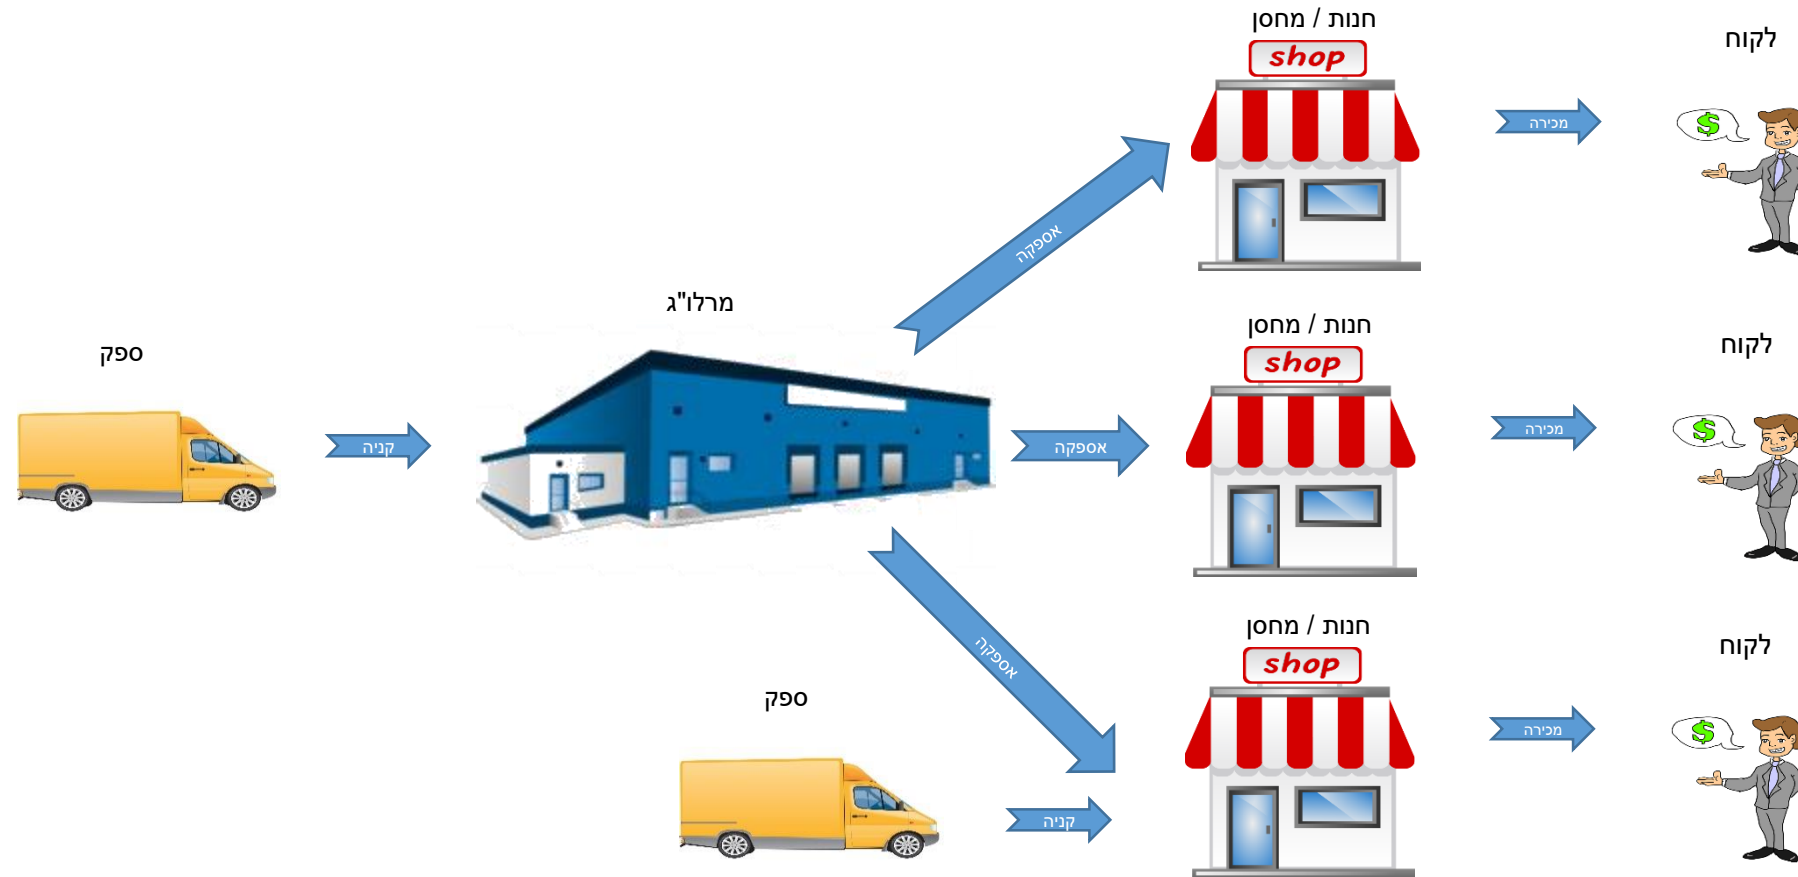 חנות / מחסן
shop
לקוח
מכירה
אספקה
מרלו"ג
ספק
קניה
חנות / מחסן
shop
לקוח
מכירה
אספקה
חנות / מחסן
shop
לקוח
מכירה
אספקה
ספק
קניה
$
$
$